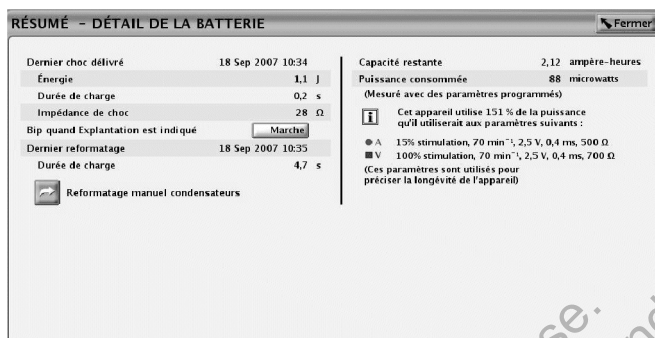 RÉSUMÉ – DÉTAIL DE LA BATTERIE
Fermer
Dernier choc délivré 18 Sep 2007 10:34
Énergie 1,1 J
Durée de charge 0,2 s
Impédance de choc 28 Ω
Bip quand Explantation est indiqué Marche
Dernier reformatage 18 Sep 2007 10:35
Durée de charge 4,7 s
Reformatage manuel condensateurs
Capacité restante 2,12 ampère-heures
Puissance consommée 88 microwatts
(Mesuré avec des paramètres programmés)
Cet appareil utilise 151 % de la puissance
qu'il utiliserait aux paramètres suivants :
A 15% stimulation, 70 min⁻¹, 2,5 V, 0,4 ms, 500 Ω
V 100% stimulation, 70 min⁻¹, 2,5 V, 0,4 ms, 700 Ω
(Ces paramètres sont utilisés pour
préciser la longévité de l'appareil)